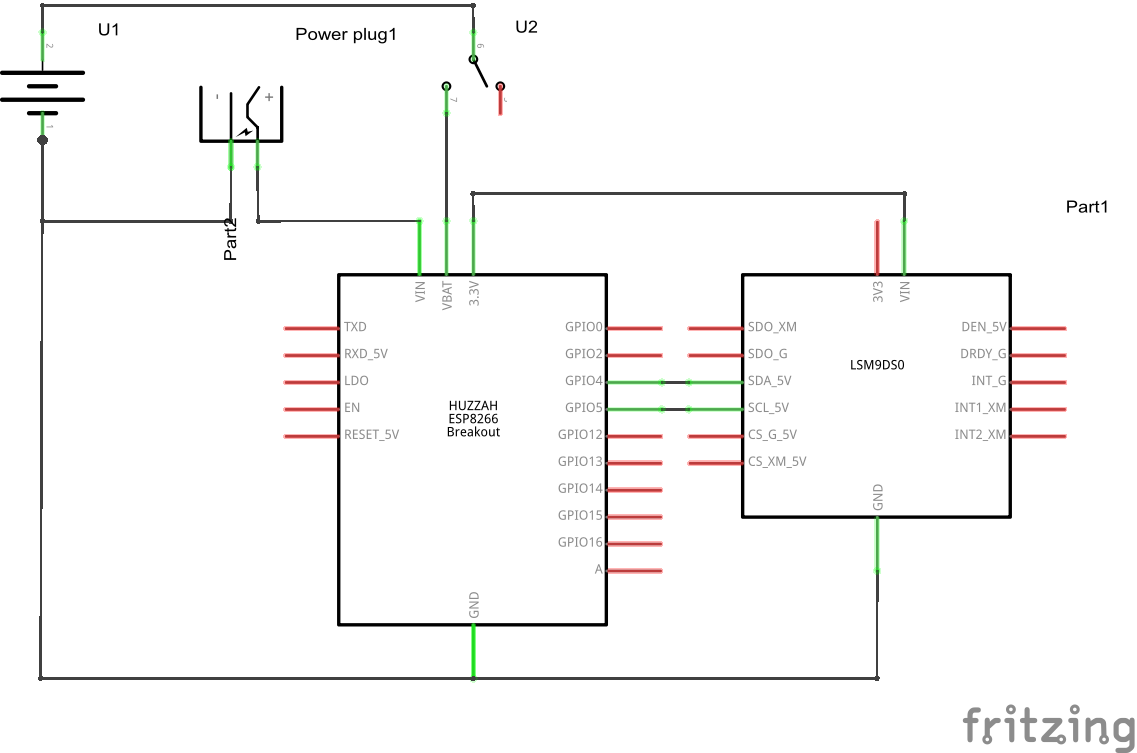 U1
Power plug1
U2
2
6
- +
7
1
Part1
Part2
VIN
VBAT
3.3V
3V3
VIN
TXD
RXD_5V
LDO
EN
RESET_5V
HUZZAH
ESP8266
Breakout
GPIO0
GPIO2
GPIO4
GPIO5
GPIO12
GPIO13
GPIO14
GPIO15
GPIO16
A
GND
SDO_XM
SDO_G
SDA_5V
SCL_5V
CS_G_5V
CS_XM_5V
LSM9DS0
DEN_5V
DRDY_G
INT_G
INT1_XM
INT2_XM
GND
fritzing